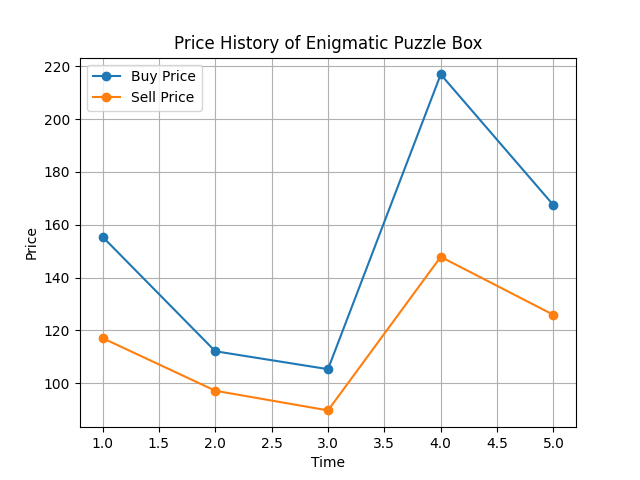 Price History of Enigmatic Puzzle Box
Buy Price
Sell Price
220
200
180
160
140
120
100
Price
1.0 1.5 2.0 2.5 3.0 3.5 4.0 4.5 5.0
Time